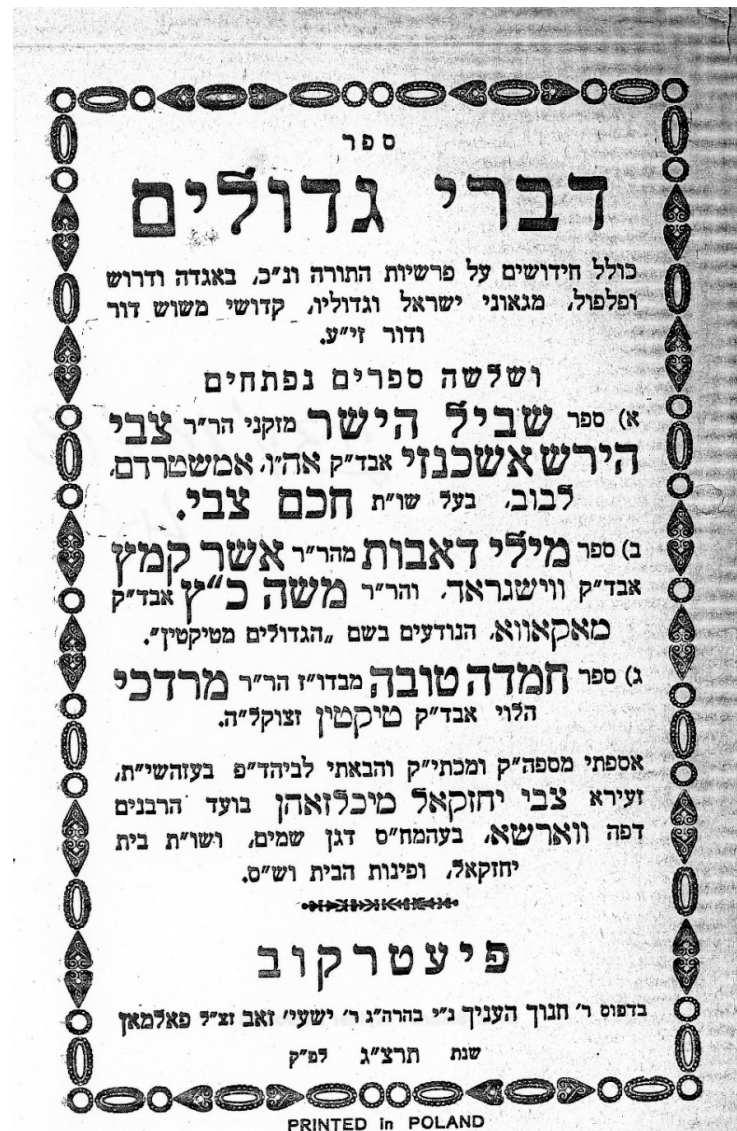 ספר
דברי גדולים
כולל חידושים על פרשיות התורה ונ״כ, באגדה ודרוש
ופלפול, מגאוני ישראל וגדוליו, קדושי משוש דור
ודור זי״ע.
ושלשה ספרים נפתחים
א) ספר שביל הישר מזקני הר״ר צבי
הירש אשכנזי אבד״ק אה״ו, אמשטרדם,
לבוב, בעל שו״ת חכם צבי.
ב) ספר מילי דאבות מהר״ר אשר קמץ
אבד״ק ווישגראד, והר״ר משה כ״ץ אבד״ק
מאקאווא, הנודעים בשם „הגדולים מטיקטין״.
ג) ספר חמדה טובה מבדו״ז הר״ר מרדכי
הלוי אבד״ק טיקטין זצוקל״ה.
אספתי מספה״ק ומכתי״ק והבאתי לביהד״פ בעזהשי״ת,
זעירא צבי יחזקאל מיכלזאהן בועד הרבנים
דפה ווארשא, בעהמח״ס דגן שמים, ושו״ת בית
יחזקאל, ופינות הבית וש״ס.
פיעטרקוב
בדפוס ר׳ חנוך העניך נ״י בהרה״ג ר׳ ישעי׳ זאב זצ״ל פאלמאן
שנת תרצ״ג לפ״ק
PRINTED in POLAND